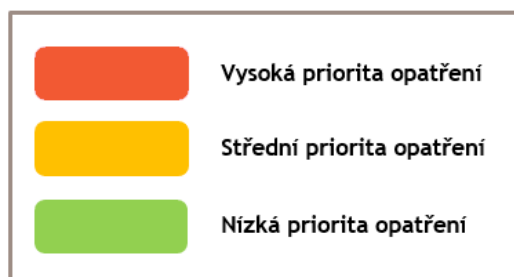 Vysoká priorita opatření
Střední priorita opatření
Nízká priorita opatření